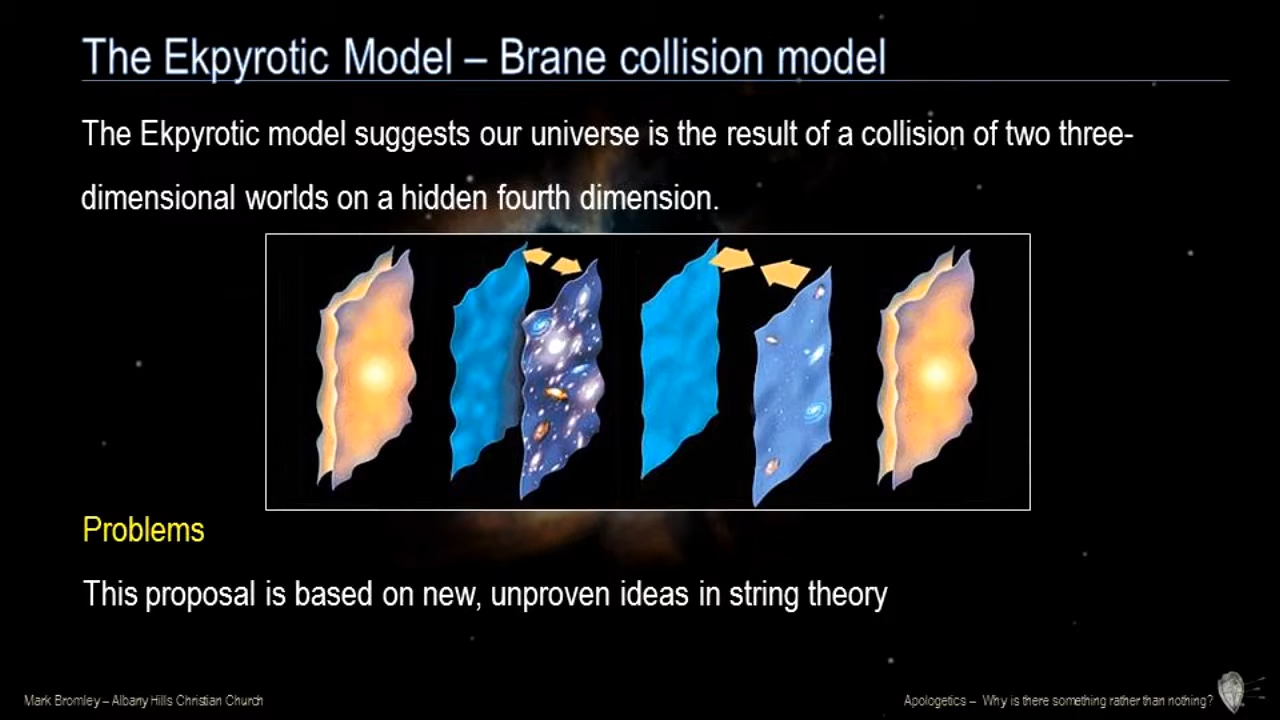 The Ekpyrotic Model – Brane collision model
The Ekpyrotic model suggests our universe is the result of a collision of two three-
dimensional worlds on a hidden fourth dimension.
Problems
This proposal is based on new, unproven ideas in string theory
Mark Bromley – Albany Hills Christian Church
Apologetics – Why is there something rather than nothing?